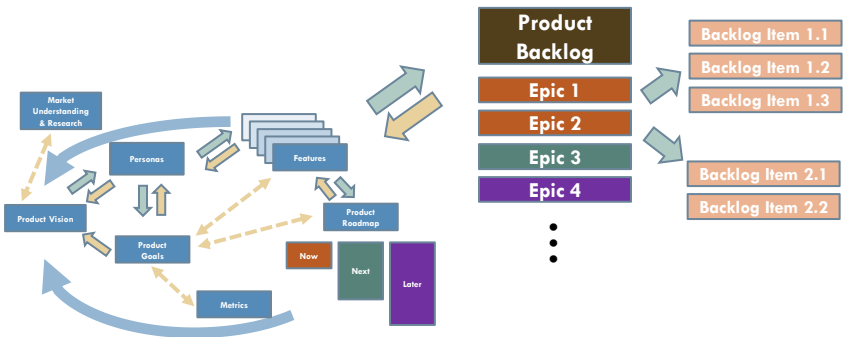 Market
Understanding
& Research
Personas
Features
Product Vision
Product
Goals
Product
Roadmap
Metrics
Now
Next
Later
Product
Backlog
Epic 1
Epic 2
Epic 3
Epic 4
Backlog Item 1.1
Backlog Item 1.2
Backlog Item 1.3
Backlog Item 2.1
Backlog Item 2.2